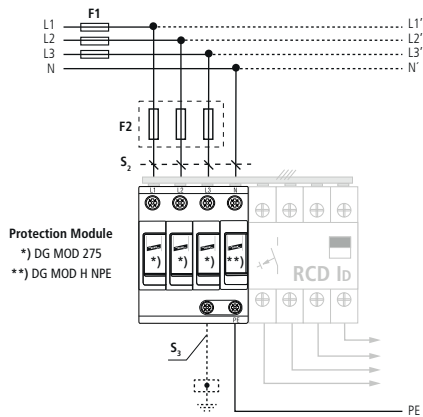 F1
L1
L1’
L2
L2’
L3
L3’
N
N´
F2
S2
L1 L2 L3 N
Protection Module
*) DG MOD 275
**) DG MOD H NPE
*) *) *) **)
RCD ID
PE
S3
PE